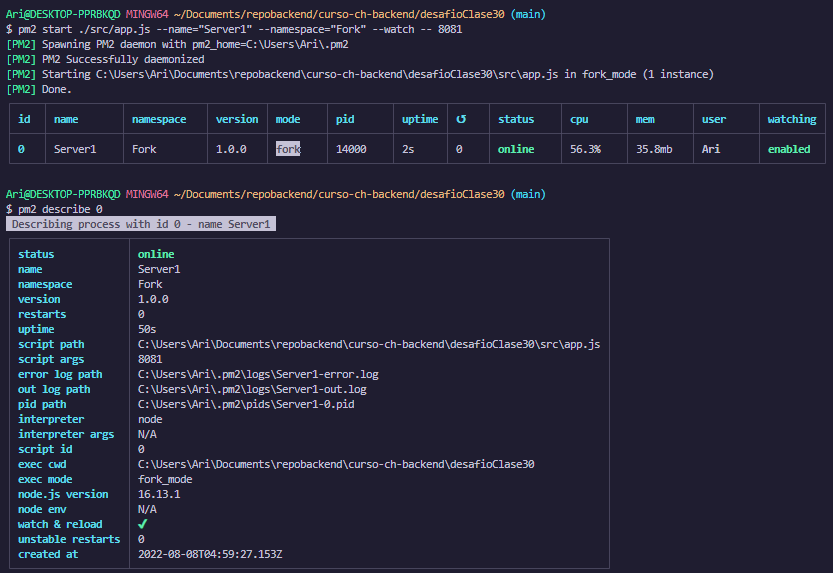 Ari@DESKTOP-PPRBKQD MINGW64 ~/Documents/repobackend/curso-ch-backend/desafioClase30 (main)
$ pm2 start ./src/app.js --name="Server1" --namespace="Fork" --watch -- 8081
[PM2] Spawning PM2 daemon with pm2_home=C:\Users\Ari\.pm2
[PM2] PM2 Successfully daemonized
[PM2] Starting C:\Users\Ari\Documents\repobackend\curso-ch-backend\desafioClase30\src\app.js in fork_mode (1 instance)
[PM2] Done.
id name namespace version mode pid uptime ↺ status cpu mem user watching
0 Server1 Fork 1.0.0 fork 14000 2s 0 online 56.3% 35.8mb Ari enabled
Ari@DESKTOP-PPRBKQD MINGW64 ~/Documents/repobackend/curso-ch-backend/desafioClase30 (main)
$ pm2 describe 0
Describing process with id 0 - name Server1
status online
name Server1
namespace Fork
version 1.0.0
restarts 0
uptime 50s
script path C:\Users\Ari\Documents\repobackend\curso-ch-backend\desafioClase30\src\app.js
script args 8081
error log path C:\Users\Ari\.pm2\logs\Server1-error.log
out log path C:\Users\Ari\.pm2\logs\Server1-out.log
pid path C:\Users\Ari\.pm2\pids\Server1-0.pid
interpreter node
interpreter args N/A
script id 0
exec cwd C:\Users\Ari\Documents\repobackend\curso-ch-backend\desafioClase30
exec mode fork_mode
node.js version 16.13.1
node env N/A
watch & reload ✔
unstable restarts 0
created at 2022-08-08T04:59:27.153Z